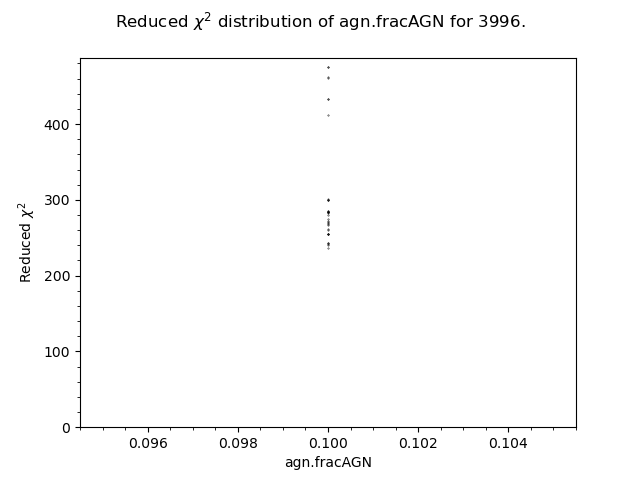 Reduced χ² distribution of agn.fracAGN for 3996.
400
300
200
100
0
Reduced χ²
0.096 0.098 0.100 0.102 0.104
agn.fracAGN